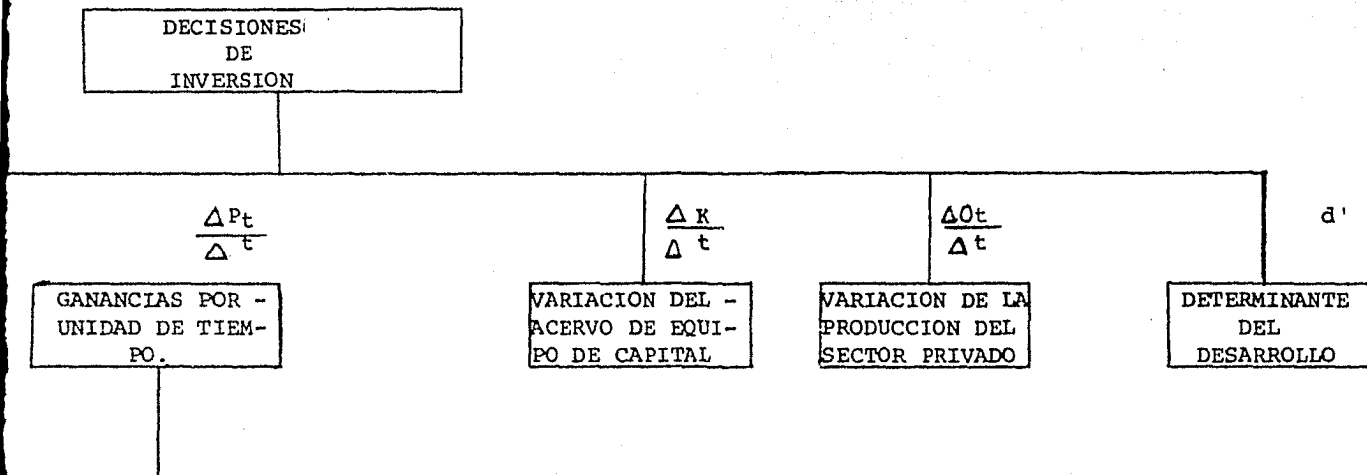 DECISIONES
DE
INVERSION
ΔPt
Δt
ΔK
Δt
ΔOt
Δt
d'
GANANCIAS POR -
UNIDAD DE TIEM-
PO.
VARIACION DEL -
ACERVO DE EQUI-
PO DE CAPITAL
VARIACION DE LA
PRODUCCION DEL
SECTOR PRIVADO
DETERMINANTE
DEL
DESARROLLO